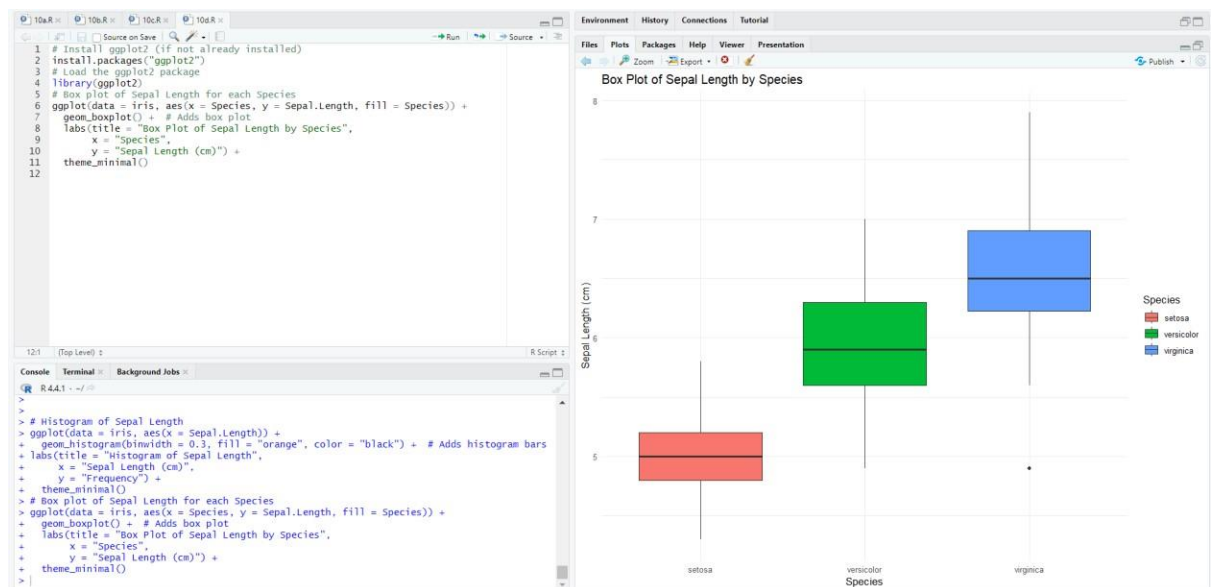 10a.R 10b.R 10c.R 10d.R
Source on Save Run Source
1 # Install ggplot2 (if not already installed)
2 install.packages("ggplot2")
3 # Load the ggplot2 package
4 library(ggplot2)
5 # Box plot of Sepal Length for each Species
6 ggplot(data = iris, aes(x = Species, y = Sepal.Length, fill = Species)) +
7   geom_boxplot() +  # Adds box plot
8   labs(title = "Box Plot of Sepal Length by Species",
9        x = "Species",
10        y = "Sepal Length (cm)") +
11   theme_minimal()
12
12:1 (Top Level) R Script
Console Terminal Background Jobs
R 4.4.1 · ~/
>
>
> # Histogram of Sepal Length
> ggplot(data = iris, aes(x = Sepal.Length)) +
+   geom_histogram(binwidth = 0.3, fill = "orange", color = "black") +  # Adds histogram bars
+ labs(title = "Histogram of Sepal Length",
+      x = "Sepal Length (cm)",
+      y = "Frequency") +
+   theme_minimal()
> # Box plot of Sepal Length for each Species
> ggplot(data = iris, aes(x = Species, y = Sepal.Length, fill = Species)) +
+   geom_boxplot() +  # Adds box plot
+   labs(title = "Box Plot of Sepal Length by Species",
+        x = "Species",
+        y = "Sepal Length (cm)") +
+   theme_minimal()
>
Environment History Connections Tutorial
Files Plots Packages Help Viewer Presentation
Zoom Export Publish
Box Plot of Sepal Length by Species
8
7
6
5
Sepal Length (cm)
setosa versicolor virginica
Species
Species
setosa
versicolor
virginica